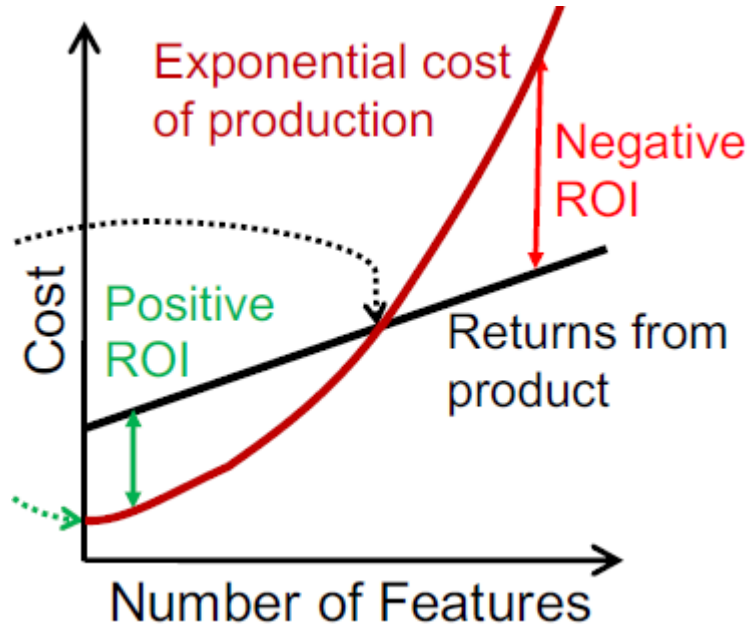 Exponential cost
of production
Negative
ROI
Cost
Positive
ROI
Returns from
product
Number of Features